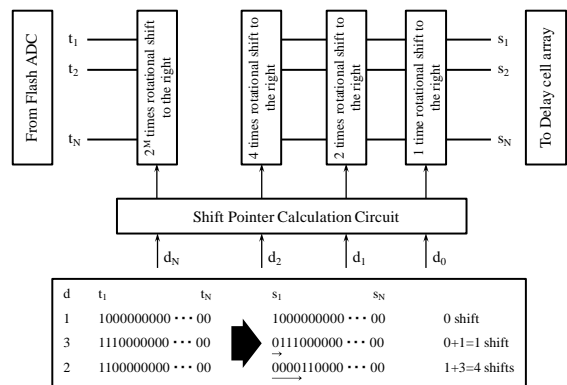 From Flash ADC
t1
t2
tN
2^M times rotational shift
to the right
4 times rotational shift to
the right
2 times rotational shift to
the right
1 time rotational shift to
the right
s1
s2
sN
To Delay cell array
Shift Pointer Calculation Circuit
dN
d2
d1
d0
d t1 tN s1 sN
1 1000000000 ··· 00 1000000000 ··· 00 0 shift
3 1110000000 ··· 00 0111000000 ··· 00 0+1=1 shift
2 1100000000 ··· 00 0000110000 ··· 00 1+3=4 shifts